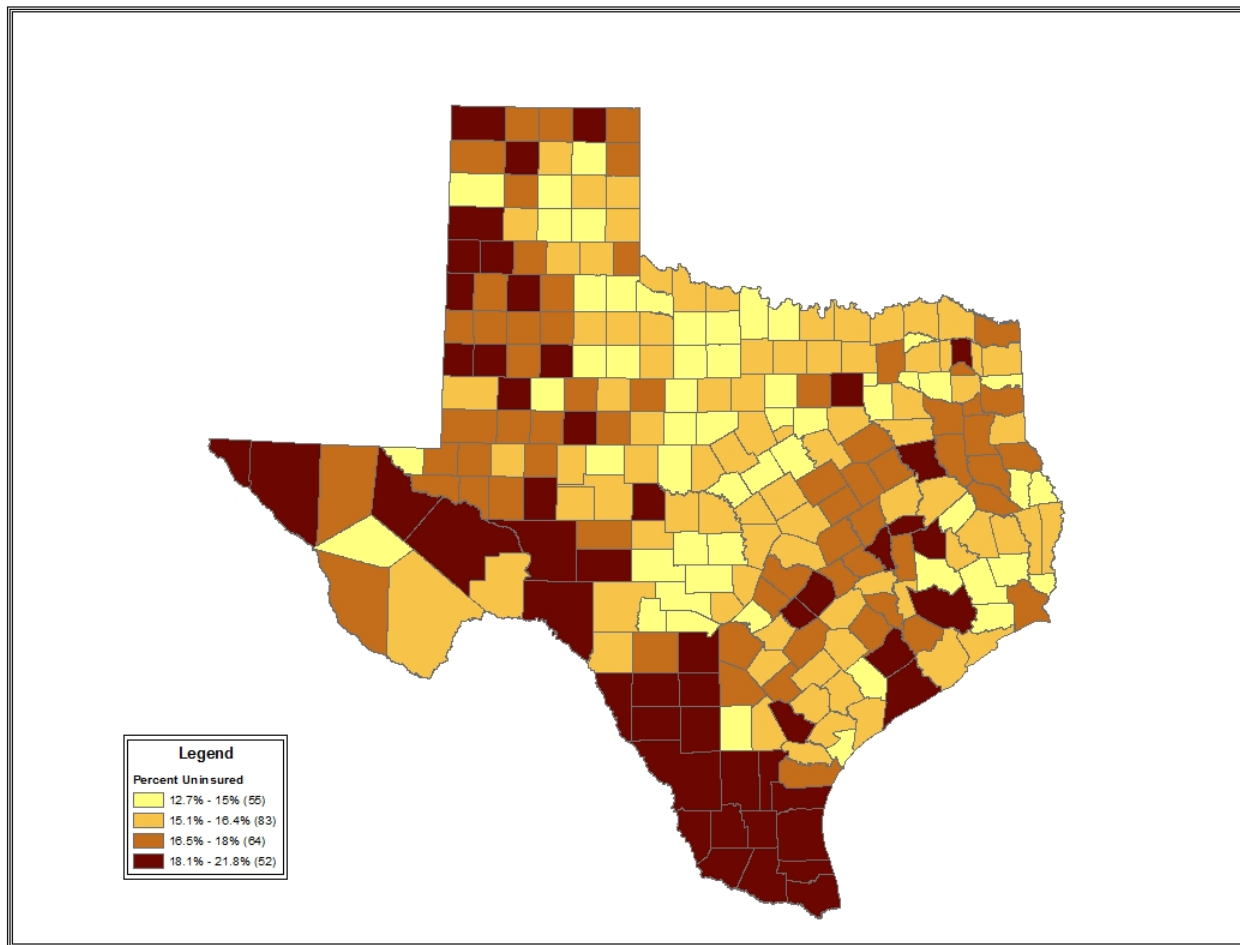 Legend
Percent Uninsured
12.7% - 15% (55)
15.1% - 16.4% (83)
16.5% - 18% (64)
18.1% - 21.8% (52)